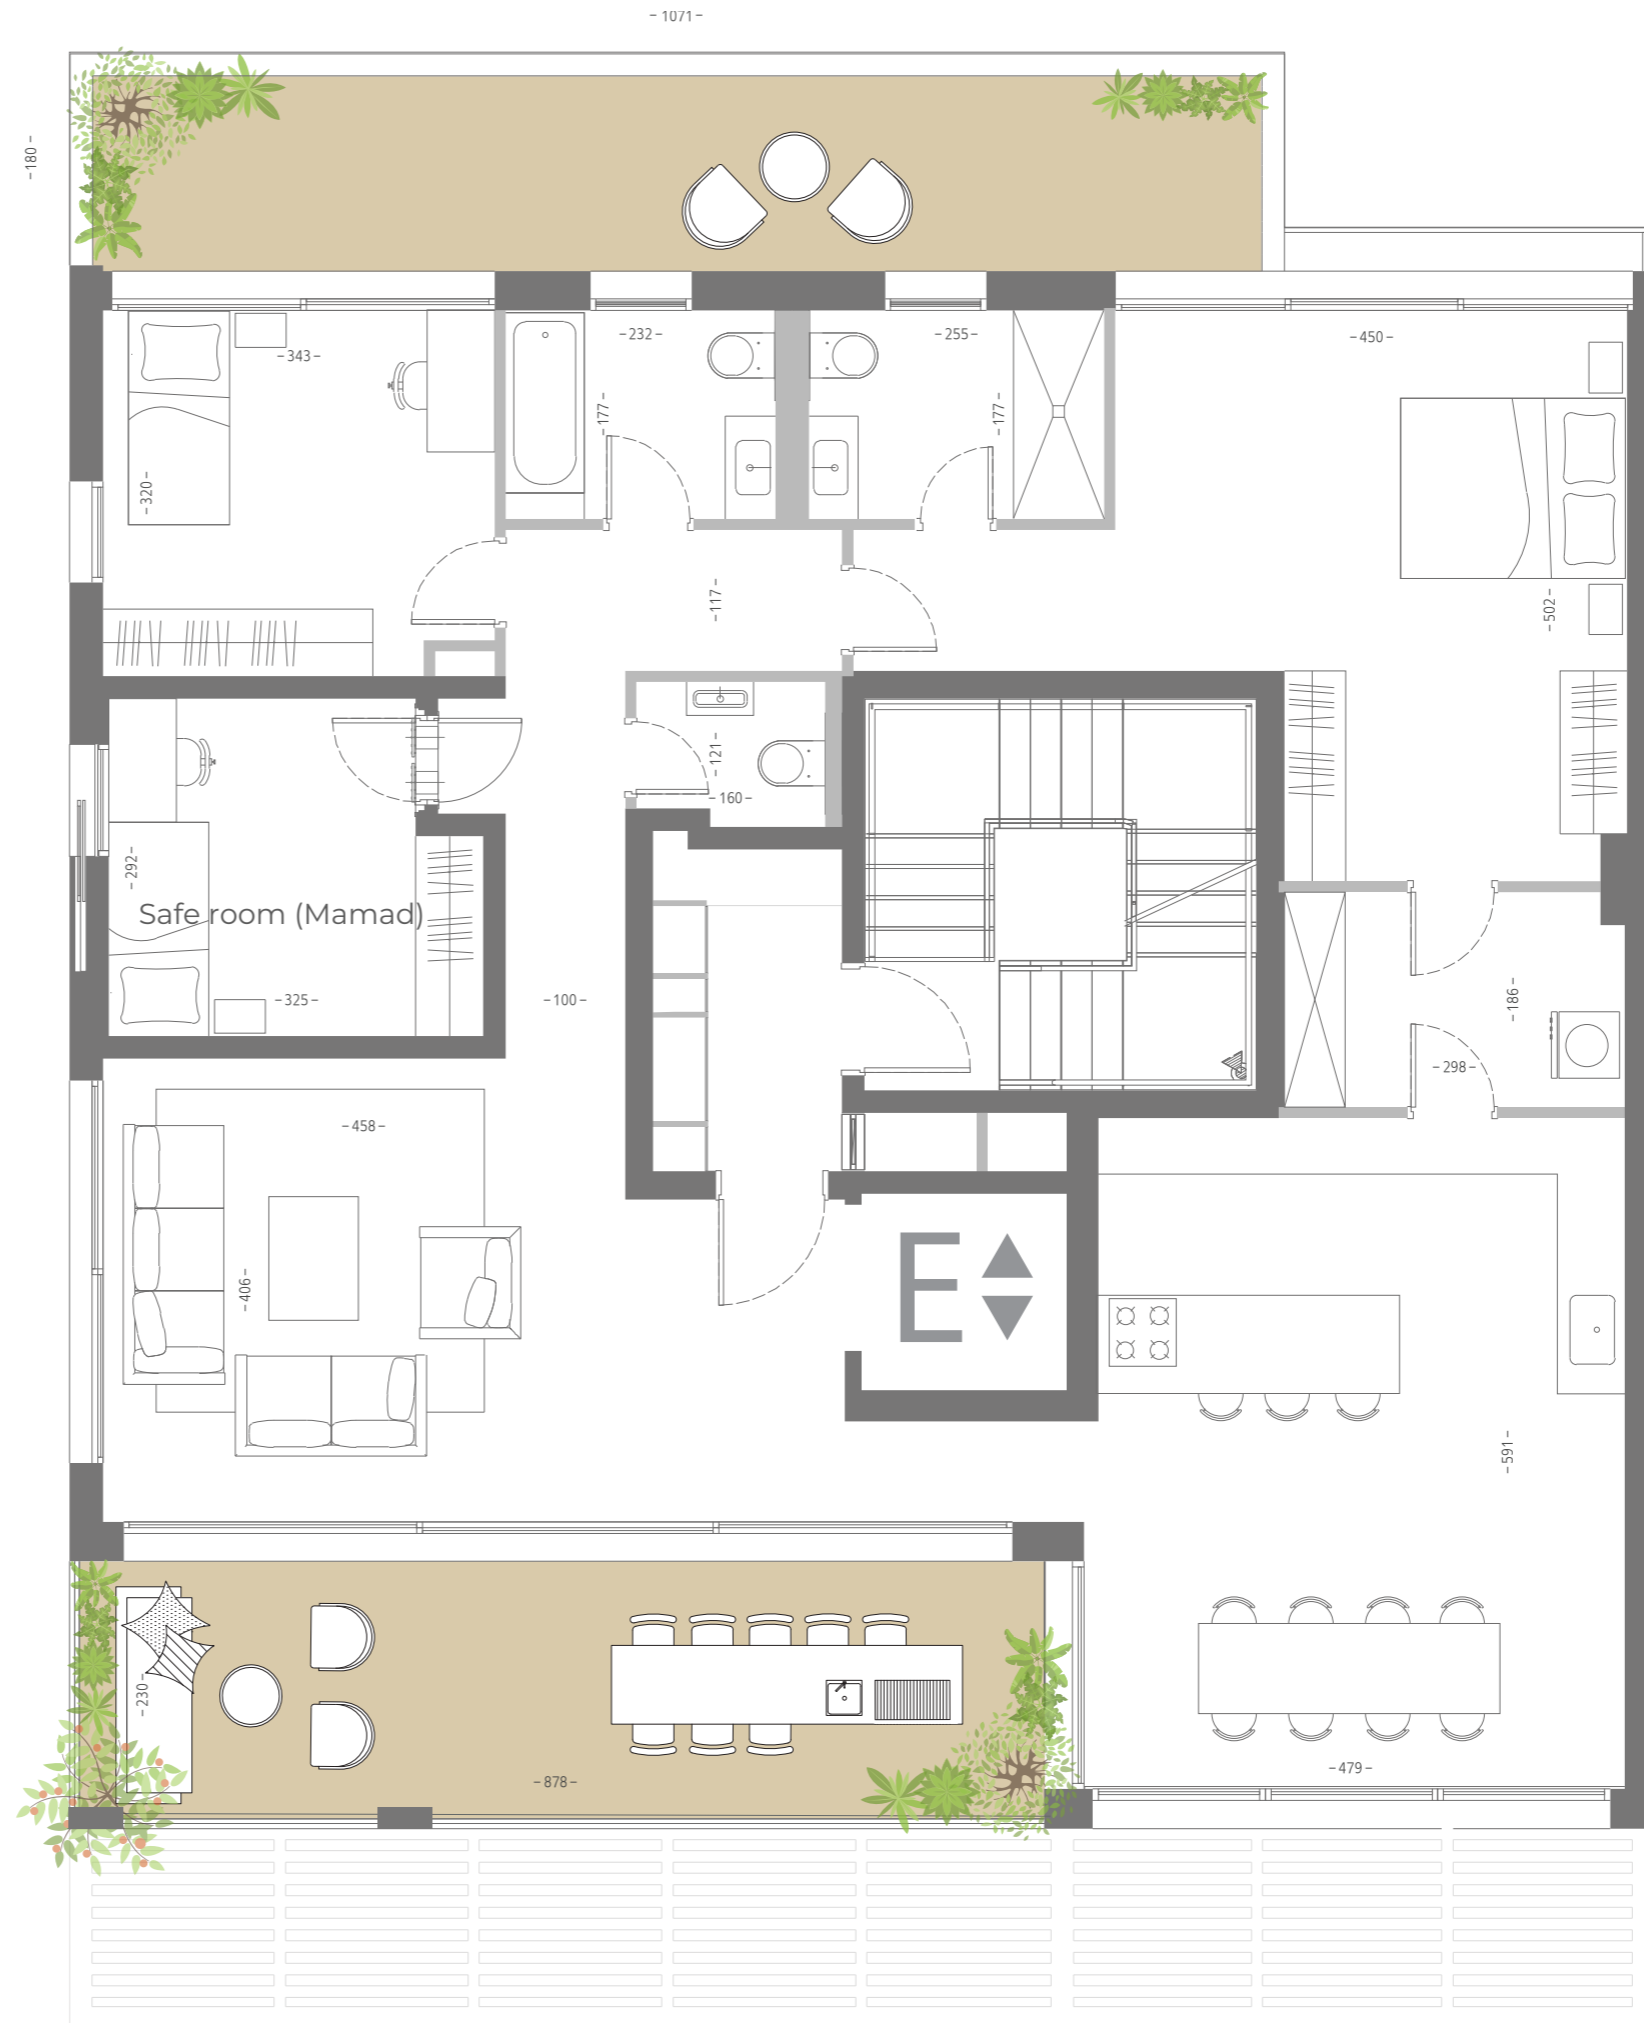 – 1071 –
– 180 –
– 232 –
– 255 –
– 450 –
– 343 –
– 177 –
– 177 –
– 320 –
– 117 –
– 502 –
– 121 –
– 160 –
– 292 –
Safe room (Mamad)
– 325 –
– 100 –
– 186 –
– 298 –
– 458 –
– 406 –
E
– 591 –
– 230 –
– 878 –
– 479 –